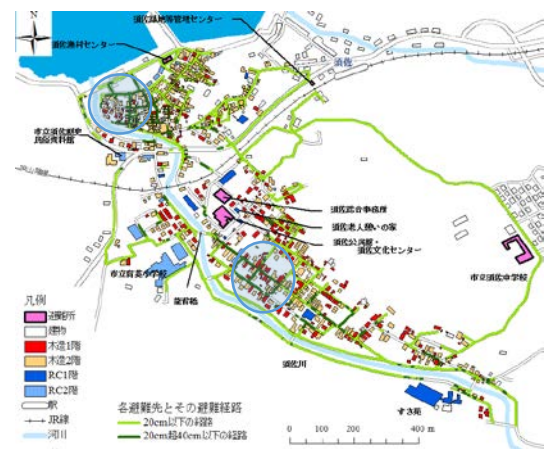 須佐農地等管理センター
須佐漁村センター
須佐
市立須佐歴史
民俗資料館
須佐総合事務所
須佐老人憩いの家
須佐公民館・
須佐文化センター
市立須佐中学校
市立育英小学校
須佐川
すさ苑
凡例
避難所
建物
木造1階
木造2階
RC1階
RC2階
駅
JR線
河川
各避難先とその避難経路
20cm以下の経路
20cm超40cm以下の経路
0 100 200 400 m